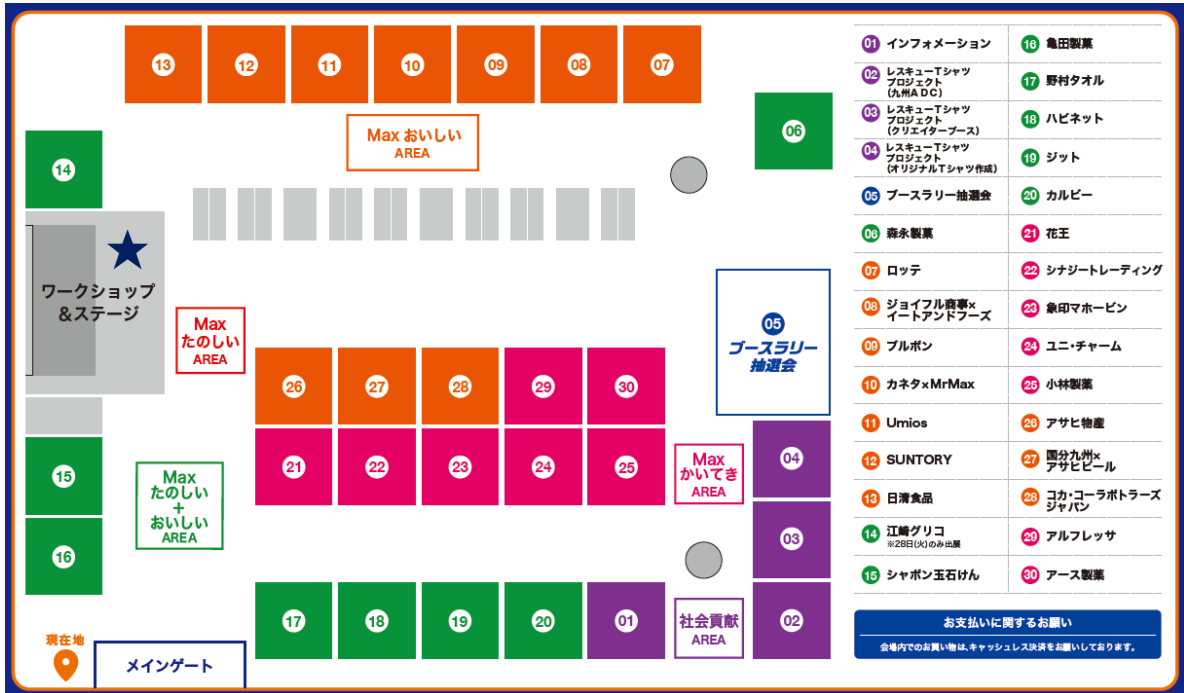 13
12
11
10
09
08
07
Max おいしい
AREA
06
14
ワークショップ
&ステージ
Max
たのしい
AREA
05
ブースラリー
抽選会
26
27
28
29
30
21
22
23
24
25
Max
かいてき
AREA
04
03
02
15
16
Max
たのしい
+
おいしい
AREA
17
18
19
20
01
社会貢献
AREA
現在地
メインゲート
01 インフォメーション
02 レスキューTシャツ
プロジェクト
(九州ADC)
03 レスキューTシャツ
プロジェクト
(クリエイターブース)
04 レスキューTシャツ
プロジェクト
(オリジナルTシャツ作成)
05 ブースラリー抽選会
06 森永製菓
07 ロッテ
08 ジョイフル商事×
イートアンドフーズ
09 ブルボン
10 カネタ×MrMax
11 Umios
12 SUNTORY
13 日清食品
14 江崎グリコ
※28日(火)のみ出展
15 シャボン玉石けん
16 亀田製菓
17 野村タオル
18 ハピネット
19 ジット
20 カルビー
21 花王
22 シナジートレーディング
23 象印マホービン
24 ユニ・チャーム
25 小林製薬
26 アサヒ物産
27 国分九州×
アサヒビール
28 コカ・コーラボトラーズ
ジャパン
29 アルフレッサ
30 アース製薬
お支払いに関するお願い
会場内でのお買い物は、キャッシュレス決済をお願いしております。